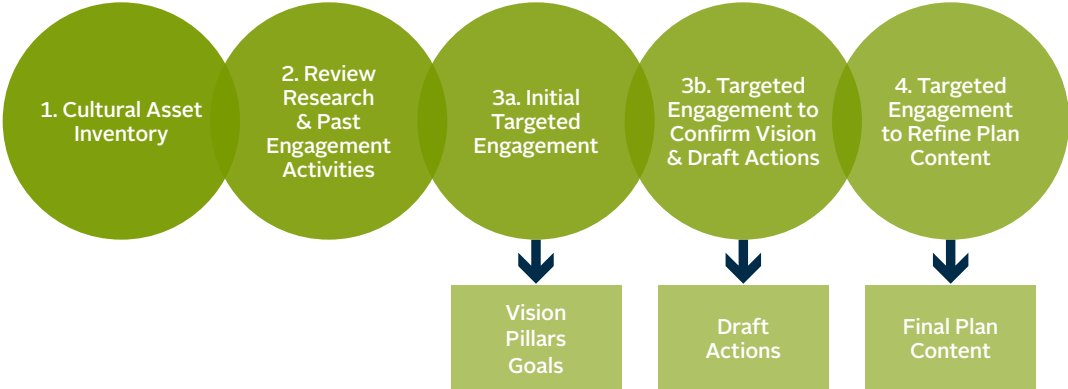 1. Cultural Asset
Inventory
2. Review
Research
& Past
Engagement
Activities
3a. Initial
Targeted
Engagement
3b. Targeted
Engagement to
Confirm Vision
& Draft Actions
4. Targeted
Engagement
to Refine Plan
Content
Vision
Pillars
Goals
Draft
Actions
Final Plan
Content